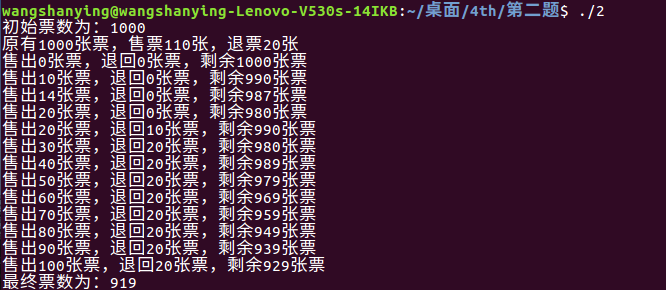 wangshanying@wangshanying-Lenovo-V530s-14IKB:~/桌面/4th/第二题$ ./2
初始票数为：1000
原有1000张票，售票110张，退票20张
售出0张票，退回0张票，剩余1000张票
售出10张票，退回0张票，剩余990张票
售出14张票，退回0张票，剩余987张票
售出20张票，退回0张票，剩余980张票
售出20张票，退回10张票，剩余990张票
售出30张票，退回20张票，剩余980张票
售出40张票，退回20张票，剩余989张票
售出50张票，退回20张票，剩余979张票
售出60张票，退回20张票，剩余969张票
售出70张票，退回20张票，剩余959张票
售出80张票，退回20张票，剩余949张票
售出90张票，退回20张票，剩余939张票
售出100张票，退回20张票，剩余929张票
最终票数为：919